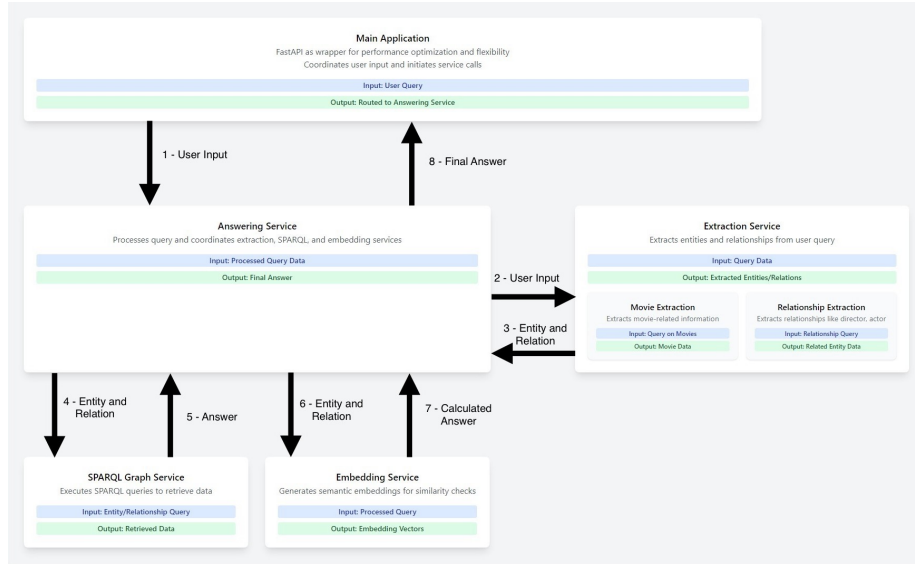 Main Application
FastAPI as wrapper for performance optimization and flexibility
Coordinates user input and initiates service calls
Input: User Query
Output: Routed to Answering Service
1 - User Input
8 - Final Answer
Answering Service
Processes query and coordinates extraction, SPARQL, and embedding services
Input: Processed Query Data
Output: Final Answer
2 - User Input
3 - Entity and
Relation
Extraction Service
Extracts entities and relationships from user query
Input: Query Data
Output: Extracted Entities/Relations
Movie Extraction
Extracts movie-related information
Input: Query on Movies
Output: Movie Data
Relationship Extraction
Extracts relationships like director, actor
Input: Relationship Query
Output: Related Entity Data
4 - Entity and
Relation
5 - Answer
6 - Entity and
Relation
7 - Calculated
Answer
SPARQL Graph Service
Executes SPARQL queries to retrieve data
Input: Entity/Relationship Query
Output: Retrieved Data
Embedding Service
Generates semantic embeddings for similarity checks
Input: Processed Query
Output: Embedding Vectors